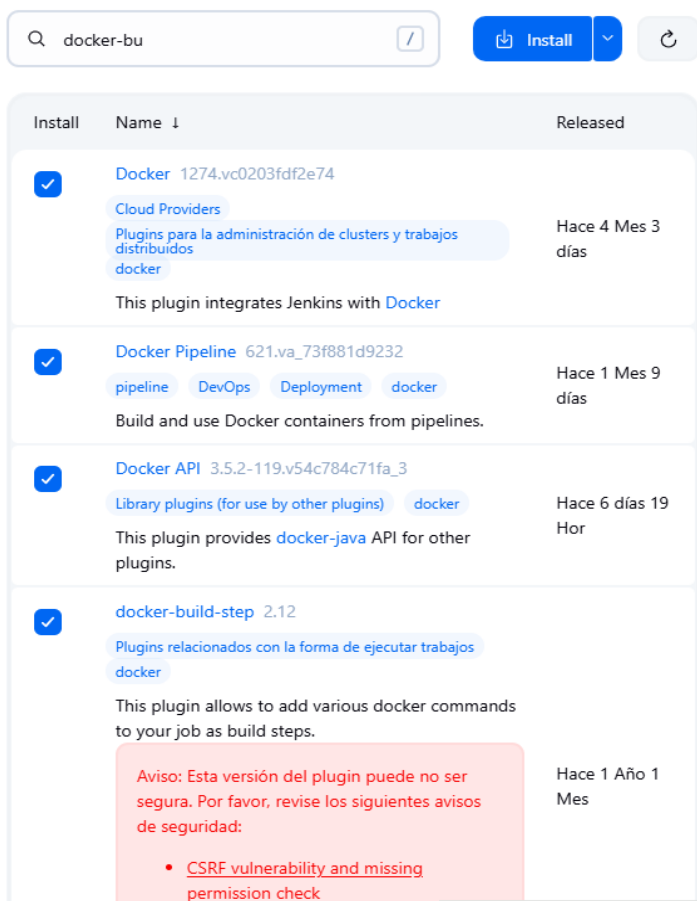 docker-bu
/
Install
Install
Name ↓
Released
Docker 1274.vc0203fdf2e74
Cloud Providers
Plugins para la administración de clusters y trabajos
distribuidos
docker
This plugin integrates Jenkins with Docker
Hace 4 Mes 3
días
Docker Pipeline 621.va_73f881d9232
pipeline DevOps Deployment docker
Build and use Docker containers from pipelines.
Hace 1 Mes 9
días
Docker API 3.5.2-119.v54c784c71fa_3
Library plugins (for use by other plugins) docker
This plugin provides docker-java API for other
plugins.
Hace 6 días 19
Hor
docker-build-step 2.12
Plugins relacionados con la forma de ejecutar trabajos
docker
This plugin allows to add various docker commands
to your job as build steps.
Aviso: Esta versión del plugin puede no ser
segura. Por favor, revise los siguientes avisos
de seguridad:
• CSRF vulnerability and missing
permission check
Hace 1 Año 1
Mes